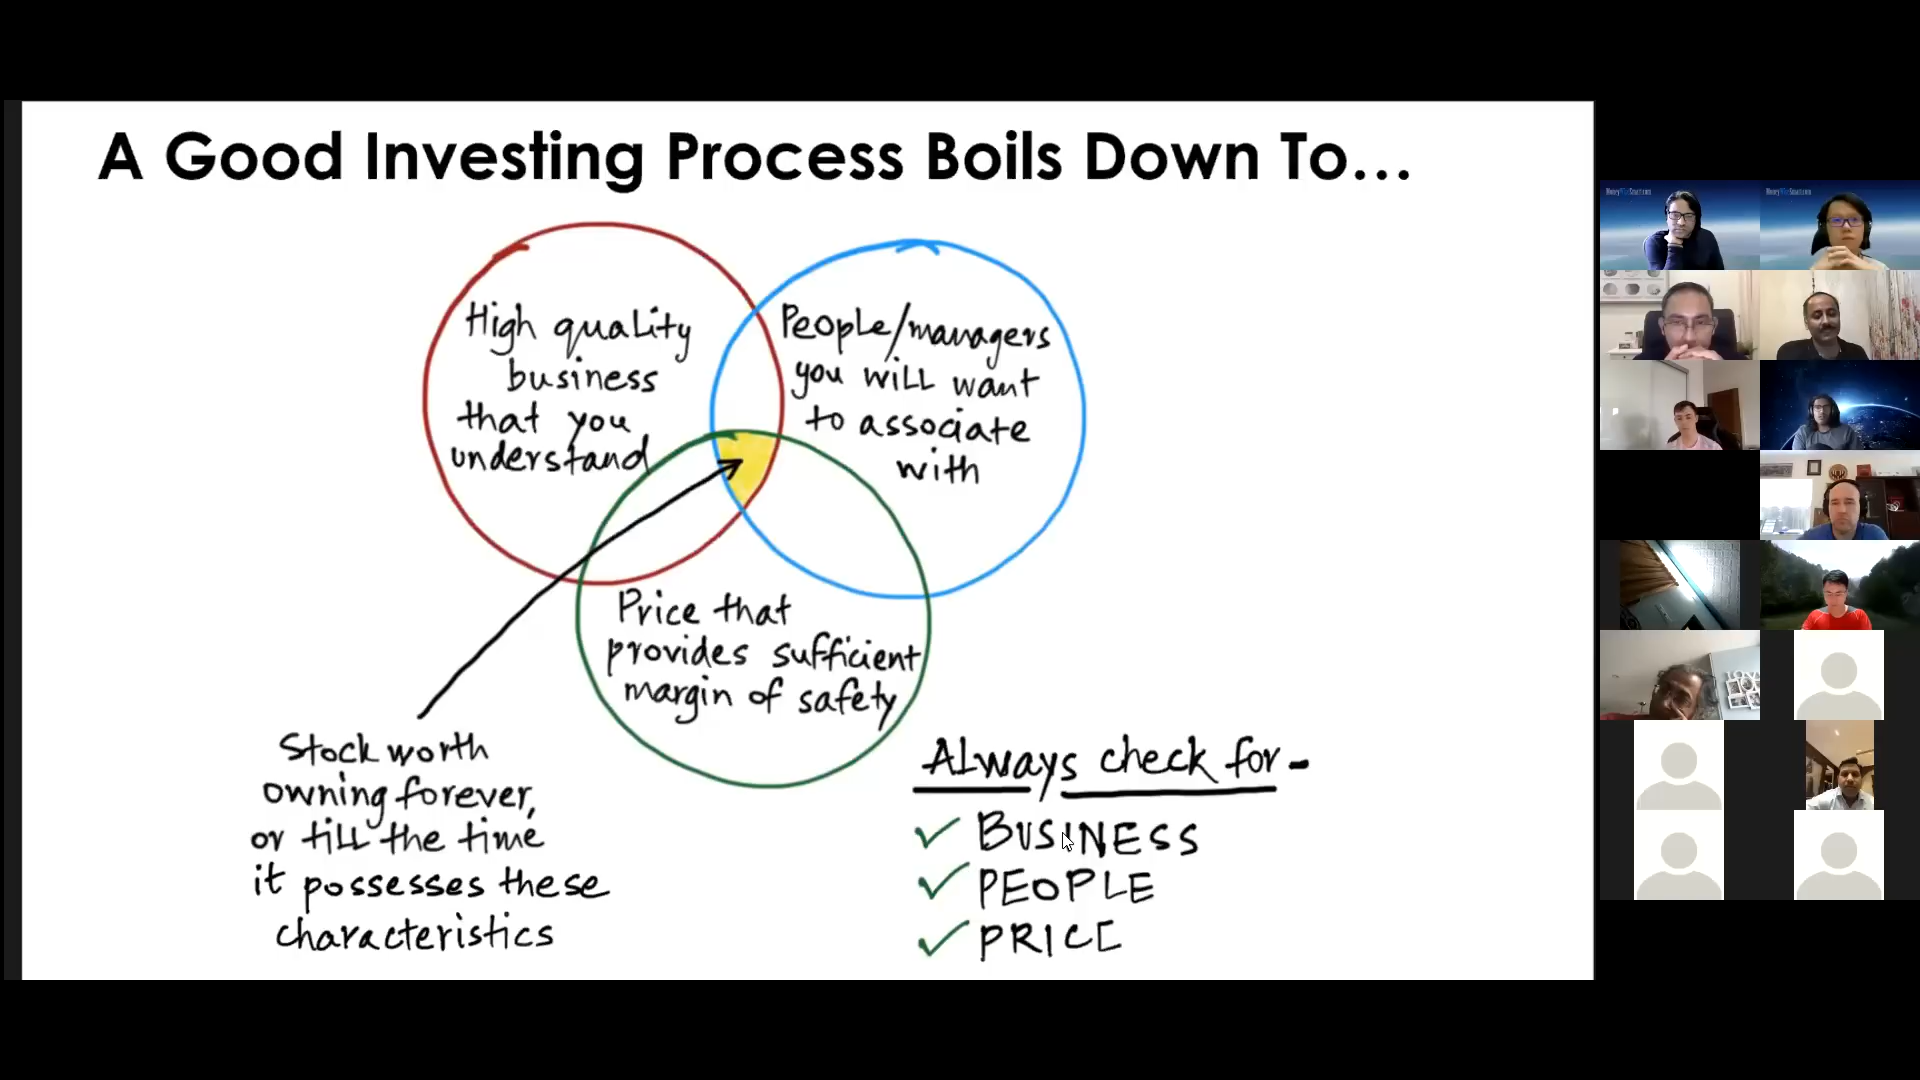 A Good Investing Process Boils Down To...
High quality
business
that you
understand
People/managers
you will want
to associate
with
Price that
provides sufficient
margin of safety
Stock worth
owning forever,
or till the time
it possesses these
characteristics
Always check for-
✓ BUSINESS
✓ PEOPLE
✓ PRICE